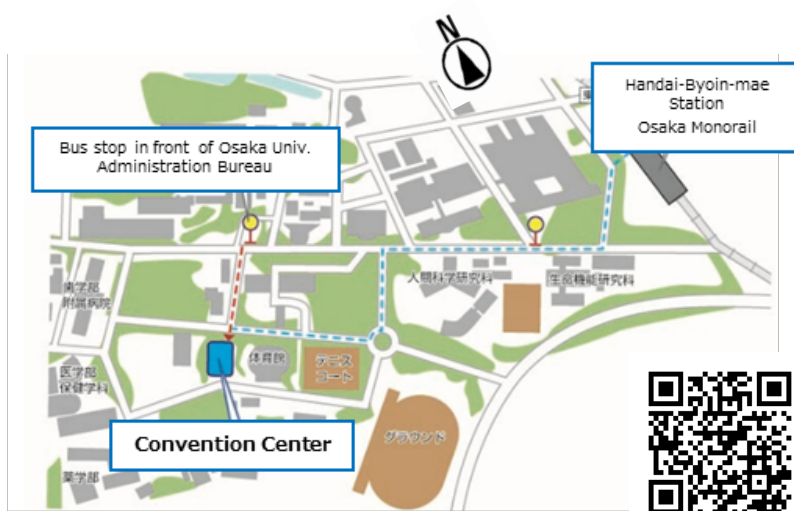 N
Handai-Byoin-mae
Station
Osaka Monorail
Bus stop in front of Osaka Univ.
Administration Bureau
歯学部
附属病院
人間科学研究科
生命機能研究科
医学部
保健学科
体育館
テニス
コート
Convention Center
グラウンド
薬学部